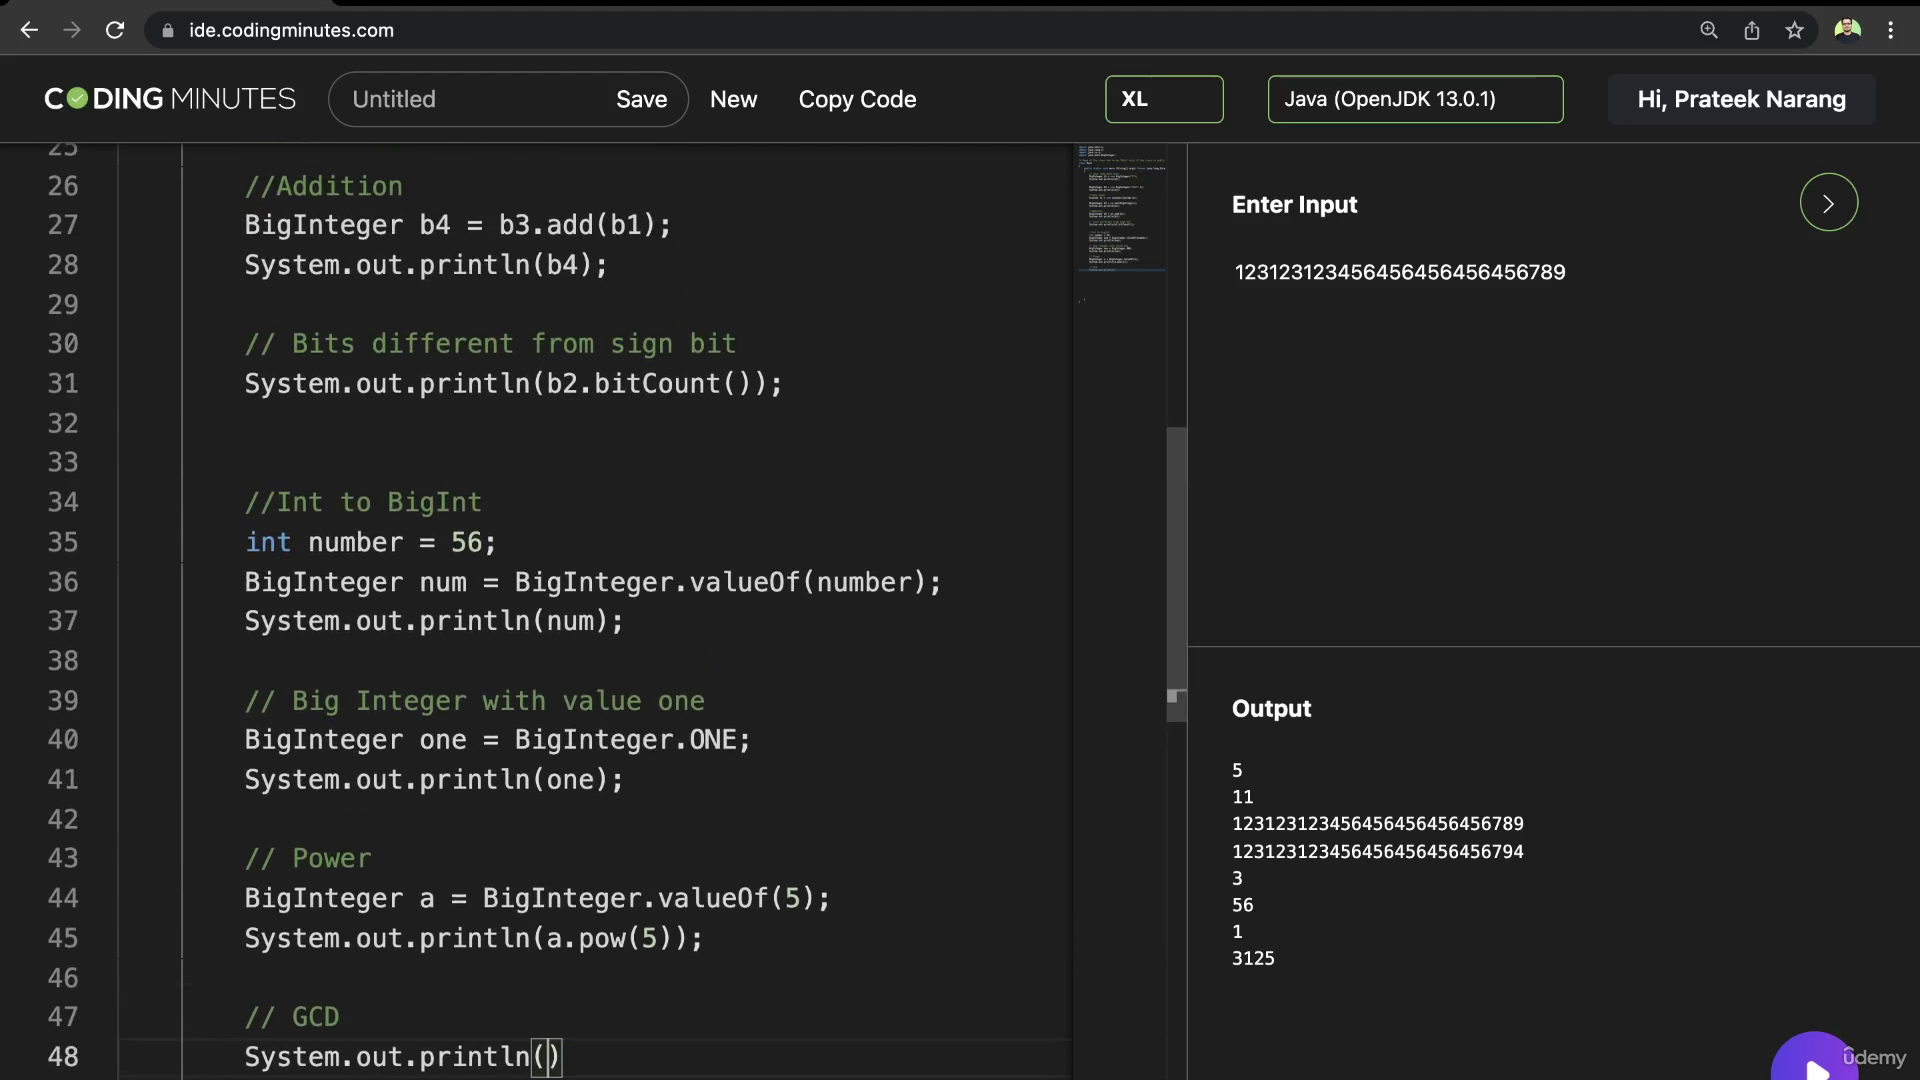 ide.codingminutes.com
CODING MINUTES
Untitled
Save
New
Copy Code
XL
Java (OpenJDK 13.0.1)
Hi, Prateek Narang
25
26 //Addition
27 BigInteger b4 = b3.add(b1);
28 System.out.println(b4);
29
30 // Bits different from sign bit
31 System.out.println(b2.bitCount());
32
33
34 //Int to BigInt
35 int number = 56;
36 BigInteger num = BigInteger.valueOf(number);
37 System.out.println(num);
38
39 // Big Integer with value one
40 BigInteger one = BigInteger.ONE;
41 System.out.println(one);
42
43 // Power
44 BigInteger a = BigInteger.valueOf(5);
45 System.out.println(a.pow(5));
46
47 // GCD
48 System.out.println()
Enter Input
123123123456456456456456789
Output
5
11
123123123456456456456456789
123123123456456456456456794
3
56
1
3125
ûdemy